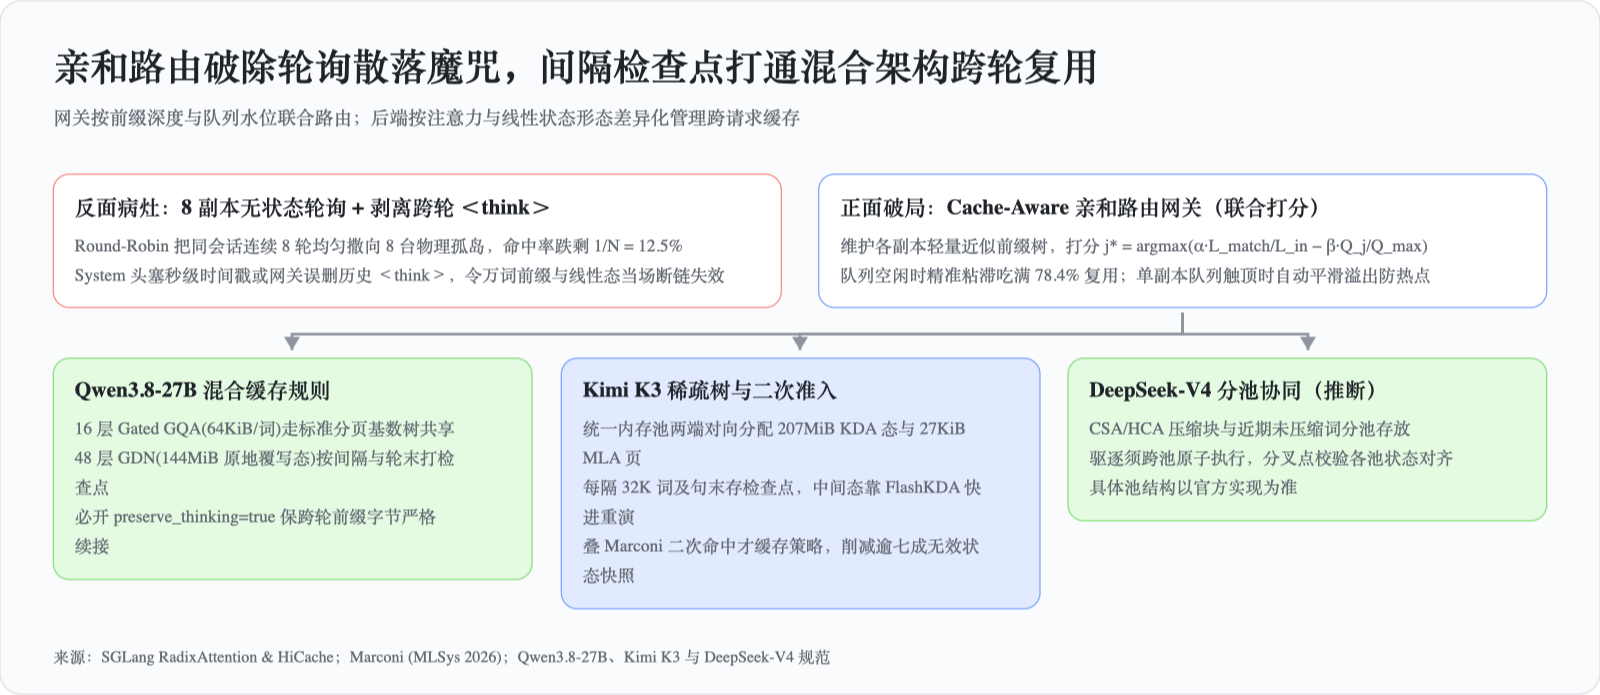 亲和路由破除轮询散落魔咒，间隔检查点打通混合架构跨轮复用
网关按前缀深度与队列水位联合路由；后端按注意力与线性状态形态差异化管理跨请求缓存
反面病灶：8 副本无状态轮询 + 剥离跨轮 <think>
Round-Robin 把同会话连续 8 轮均匀撒向 8 台物理孤岛，命中率跌剩 1/N = 12.5%
System 头塞秒级时间戳或网关误删历史 <think>，令万词前缀与线性态当场断链失效
正面破局：Cache-Aware 亲和路由网关（联合打分）
维护各副本轻量近似前缀树，打分 j* = argmax(α·L_match/L_in − β·Q_j/Q_max)
队列空闲时精准粘滞吃满 78.4% 复用；单副本队列触顶时自动平滑溢出防热点
Qwen3.8-27B 混合缓存规则
16 层 Gated GQA(64KiB/词)走标准分页基数树共享
48 层 GDN(144MiB 原地覆写态)按间隔与轮末打检
查点
必开 preserve_thinking=true 保跨轮前缀字节严格
续接
Kimi K3 稀疏树与二次准入
统一内存池两端对向分配 207MiB KDA 态与 27KiB
MLA 页
每隔 32K 词及句末存检查点，中间态靠 FlashKDA 快
进重演
叠 Marconi 二次命中才缓存策略，削减逾七成无效状
态快照
DeepSeek-V4 分池协同（推断）
CSA/HCA 压缩块与近期未压缩词分池存放
驱逐须跨池原子执行，分叉点校验各池状态对齐
具体池结构以官方实现为准
来源：SGLang RadixAttention & HiCache；Marconi (MLSys 2026)；Qwen3.8-27B、Kimi K3 与 DeepSeek-V4 规范